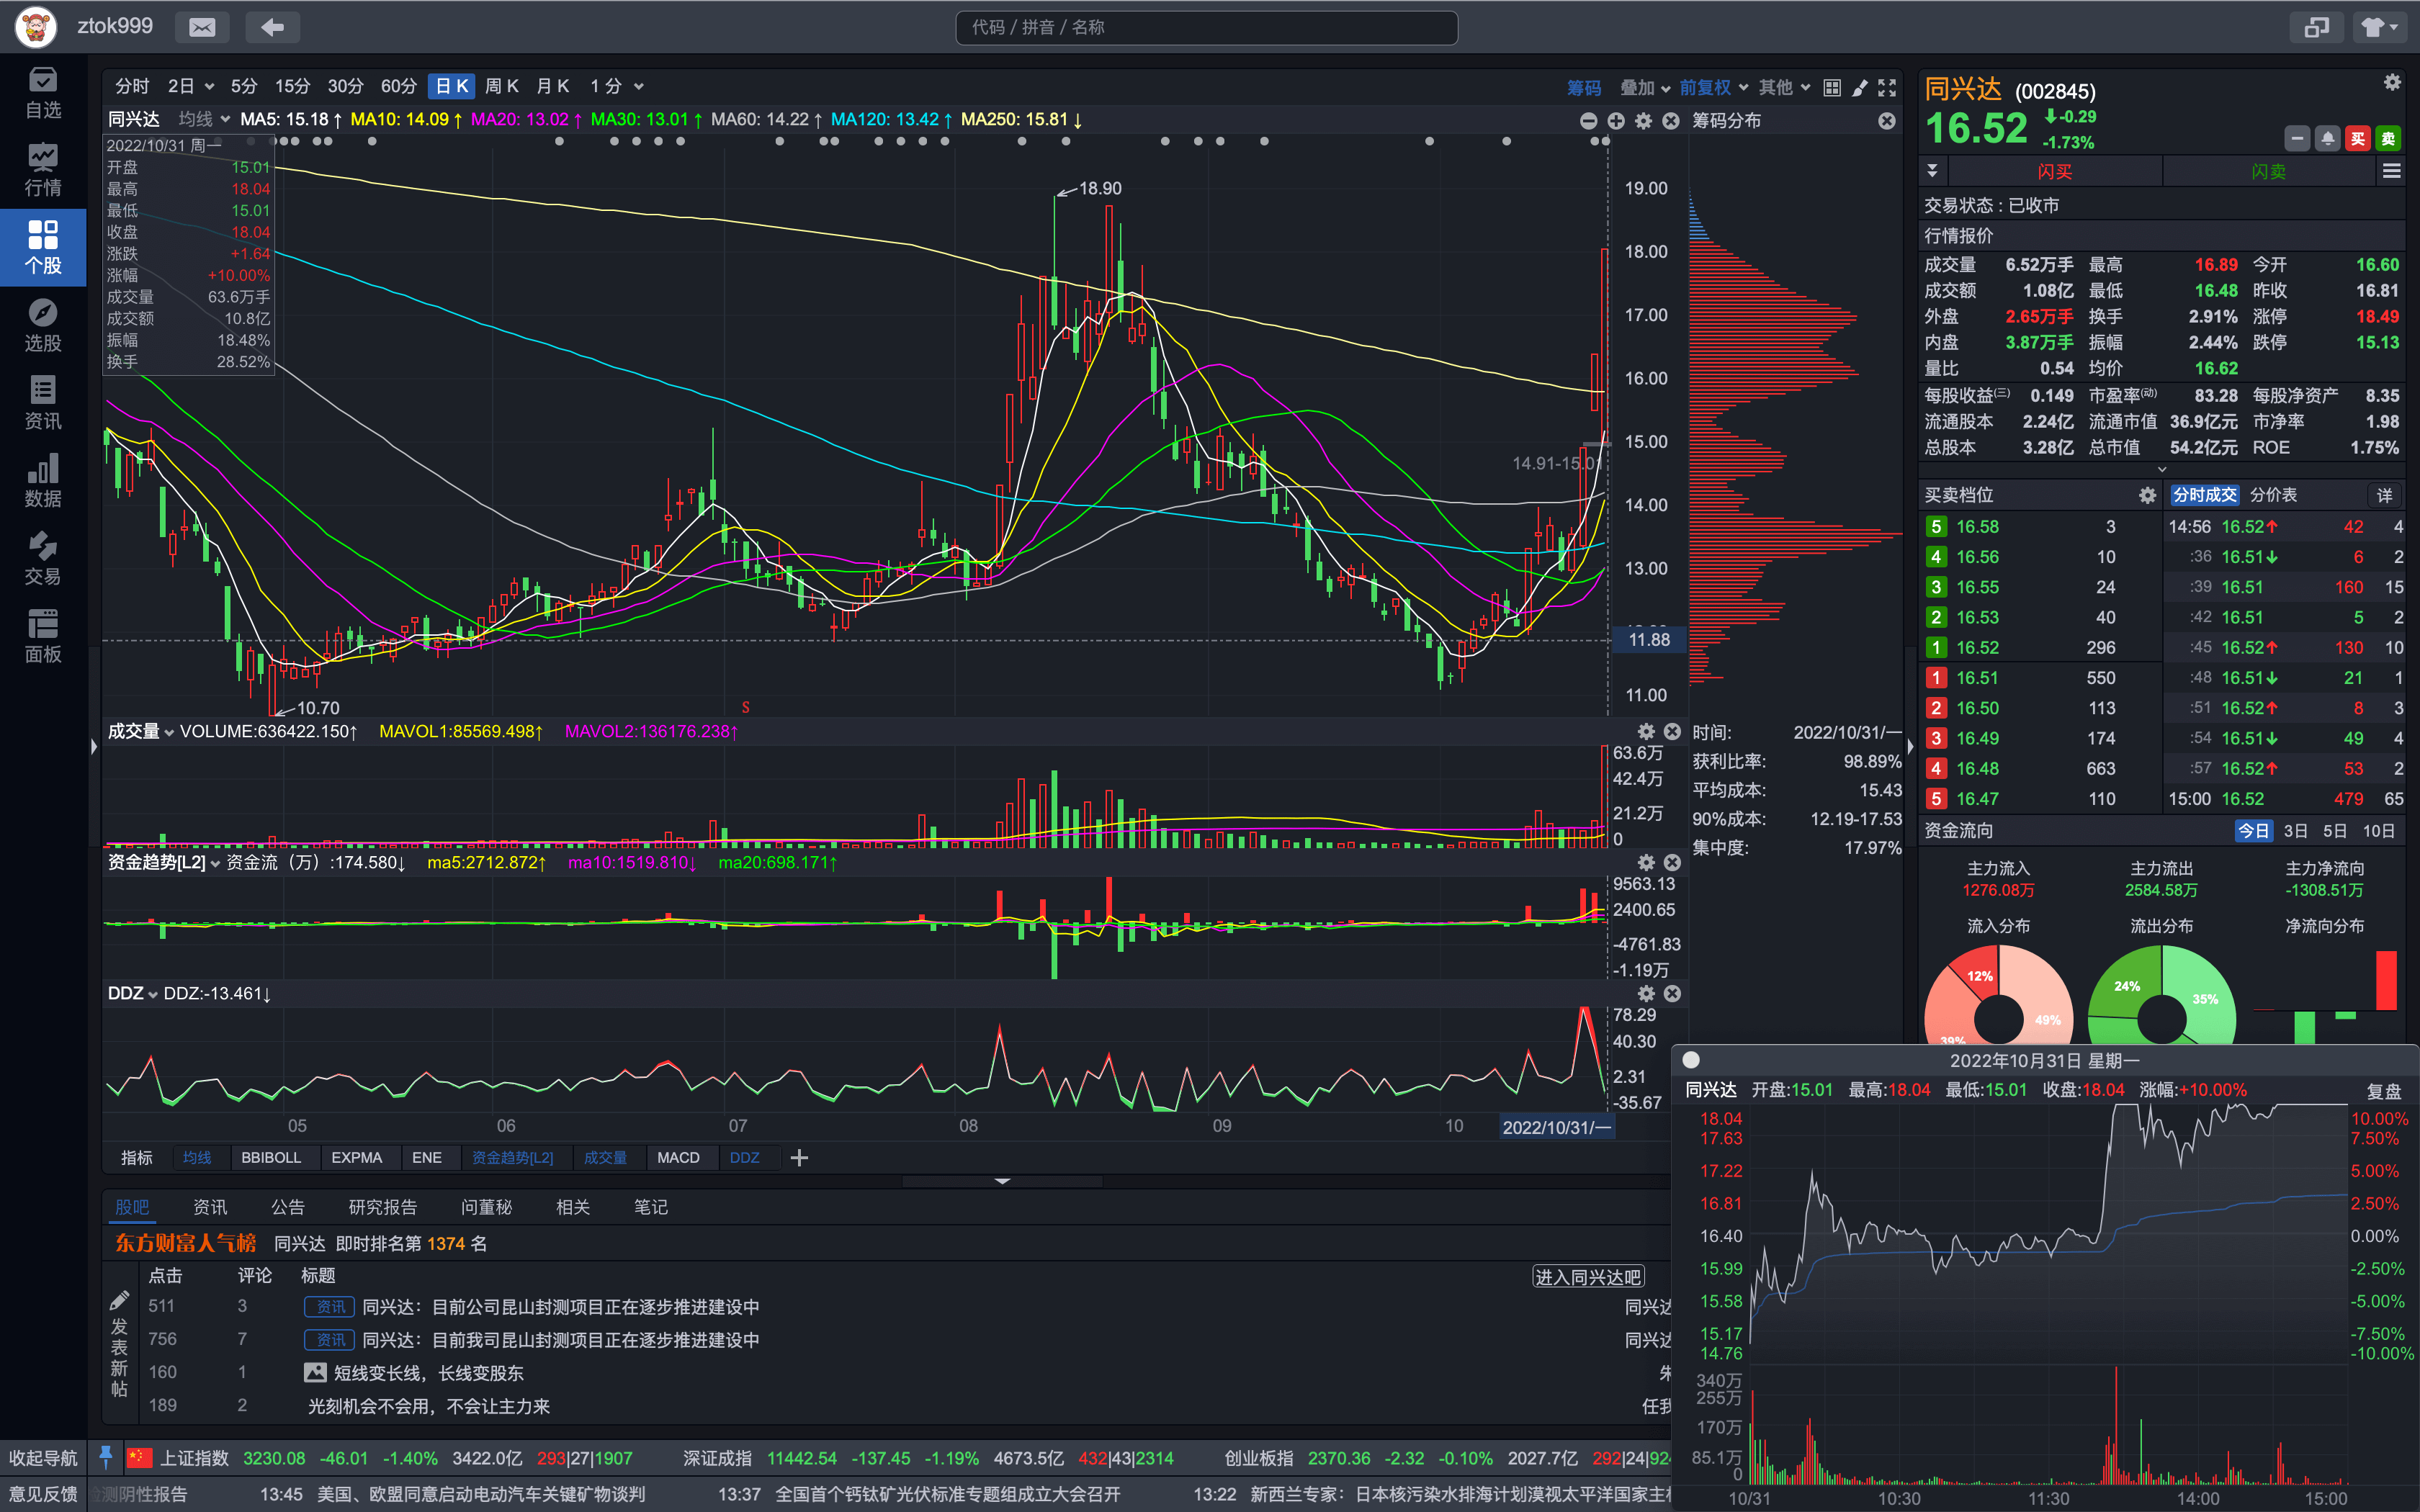 ztok999
代码 / 拼音 / 名称
自选
行情
个股
选股
资讯
数据
交易
面板
分时 2日 5分 15分 30分 60分 日K 周K 月K 1分 筹码 叠加 前复权 其他
同兴达 均线 MA5: 15.18↑ MA10: 14.09↑ MA20: 13.02↑ MA30: 13.01↑ MA60: 14.22↑ MA120: 13.42↑ MA250: 15.81↓ 筹码分布
2022/10/31 周一
开盘 15.01
最高 18.04
最低 15.01
收盘 18.04
涨跌 +1.64
涨幅 +10.00%
成交量 63.6万手
成交额 10.8亿
振幅 18.48%
换手 28.52%
18.90
10.70
14.91-15.01
S
19.00
18.00
17.00
16.00
15.00
14.00
13.00
11.88
11.00
成交量 VOLUME:636422.150↑ MAVOL1:85569.498↑ MAVOL2:136176.238↑
63.6万
42.4万
21.2万
0
资金趋势[L2] 资金流（万）:174.580↓ ma5:2712.872↑ ma10:1519.810↓ ma20:698.171↑
9563.13
2400.65
-4761.83
-1.19万
DDZ DDZ:-13.461↓
78.29
40.30
2.31
-35.67
05 06 07 08 09 10 2022/10/31/一
指标 均线 BBIBOLL EXPMA ENE 资金趋势[L2] 成交量 MACD DDZ +
时间: 2022/10/31/一
获利比率: 98.89%
平均成本: 15.43
90%成本: 12.19-17.53
集中度: 17.97%
股吧 资讯 公告 研究报告 问董秘 相关 笔记
东方财富人气榜 同兴达 即时排名第 1374 名
点击 评论 标题 进入同兴达吧
511 3 资讯 同兴达：目前公司昆山封测项目正在逐步推进建设中 同兴达
756 7 资讯 同兴达：目前我司昆山封测项目正在逐步推进建设中 同兴达
160 1 短线变长线，长线变股东
189 2 光刻机会不会用，不会让主力来 任我
发表新帖
同兴达 (002845)
16.52 -0.29
-1.73%
买 卖
闪买 闪卖
交易状态 : 已收市
行情报价
成交量 6.52万手 最高 16.89 今开 16.60
成交额 1.08亿 最低 16.48 昨收 16.81
外盘 2.65万手 换手 2.91% 涨停 18.49
内盘 3.87万手 振幅 2.44% 跌停 15.13
量比 0.54 均价 16.62
每股收益(三) 0.149 市盈率(动) 83.28 每股净资产 8.35
流通股本 2.24亿 流通市值 36.9亿元 市净率 1.98
总股本 3.28亿 总市值 54.2亿元 ROE 1.75%
买卖档位 分时成交 分价表 详
5 16.58 3 14:56 16.52↑ 42 4
4 16.56 10 :36 16.51↓ 6 2
3 16.55 24 :39 16.51 160 15
2 16.53 40 :42 16.51 5 2
1 16.52 296 :45 16.52↑ 130 10
1 16.51 550 :48 16.51↓ 21 1
2 16.50 113 :51 16.52↑ 8 3
3 16.49 174 :54 16.51↓ 49 4
4 16.48 663 :57 16.52↑ 53 2
5 16.47 110 15:00 16.52 479 65
资金流向 今日 3日 5日 10日
主力流入 主力流出 主力净流向
1276.08万 2584.58万 -1308.51万
流入分布 流出分布 净流向分布
12% 49% 39% 24% 35%
2022年10月31日 星期一
同兴达 开盘:15.01 最高:18.04 最低:15.01 收盘:18.04 涨幅:+10.00% 复盘
18.04 10.00%
17.63 7.50%
17.22 5.00%
16.81 2.50%
16.40 0.00%
15.99 -2.50%
15.58 -5.00%
15.17 -7.50%
14.76 -10.00%
340万
255万
170万
85.1万
0
10/31 10:30 11:30 14:00 15:00
收起导航 上证指数 3230.08 -46.01 -1.40% 3422.0亿 293|27|1907 深证成指 11442.54 -137.45 -1.19% 4673.5亿 432|43|2314 创业板指 2370.36 -2.32 -0.10% 2027.7亿 292|24|924
意见反馈 检测阴性报告 13:45 美国、欧盟同意启动电动汽车关键矿物谈判 13:37 全国首个钙钛矿光伏标准专题组成立大会召开 13:22 新西兰专家：日本核污染水排海计划漠视太平洋国家主权